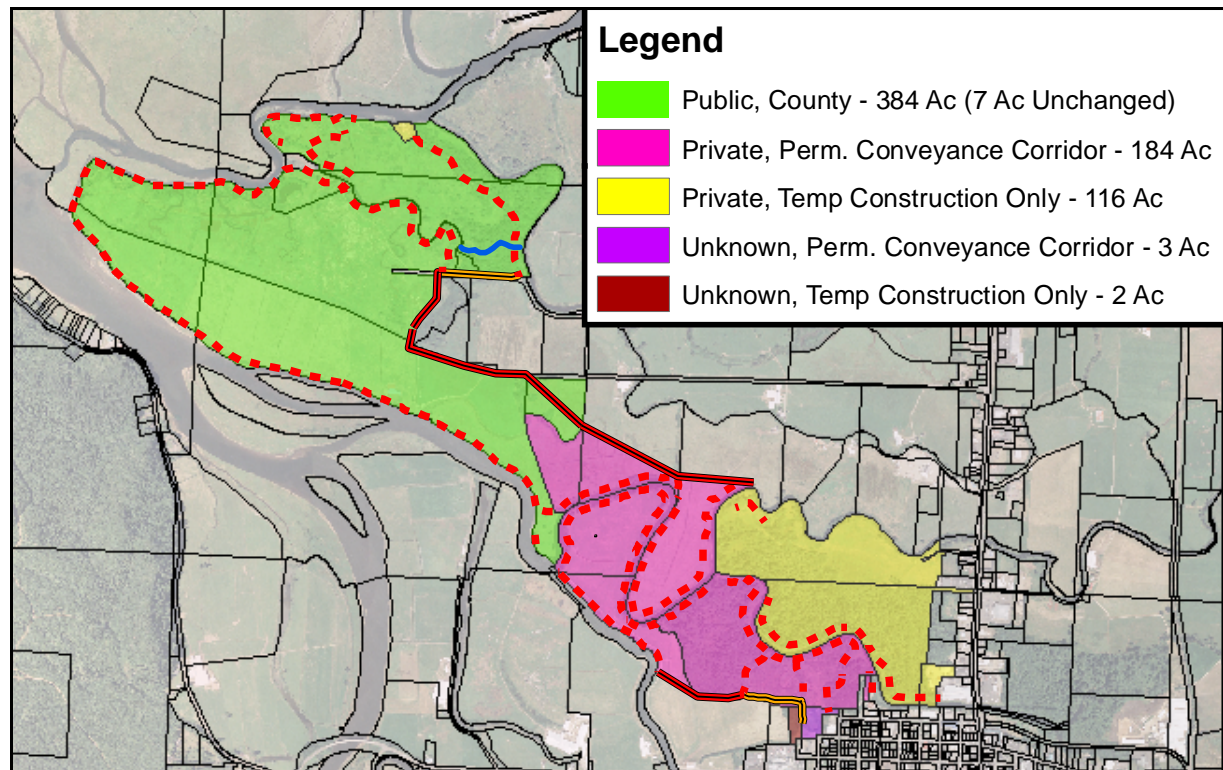 Legend
Public, County - 384 Ac (7 Ac Unchanged)
Private, Perm. Conveyance Corridor - 184 Ac
Private, Temp Construction Only - 116 Ac
Unknown, Perm. Conveyance Corridor - 3 Ac
Unknown, Temp Construction Only - 2 Ac